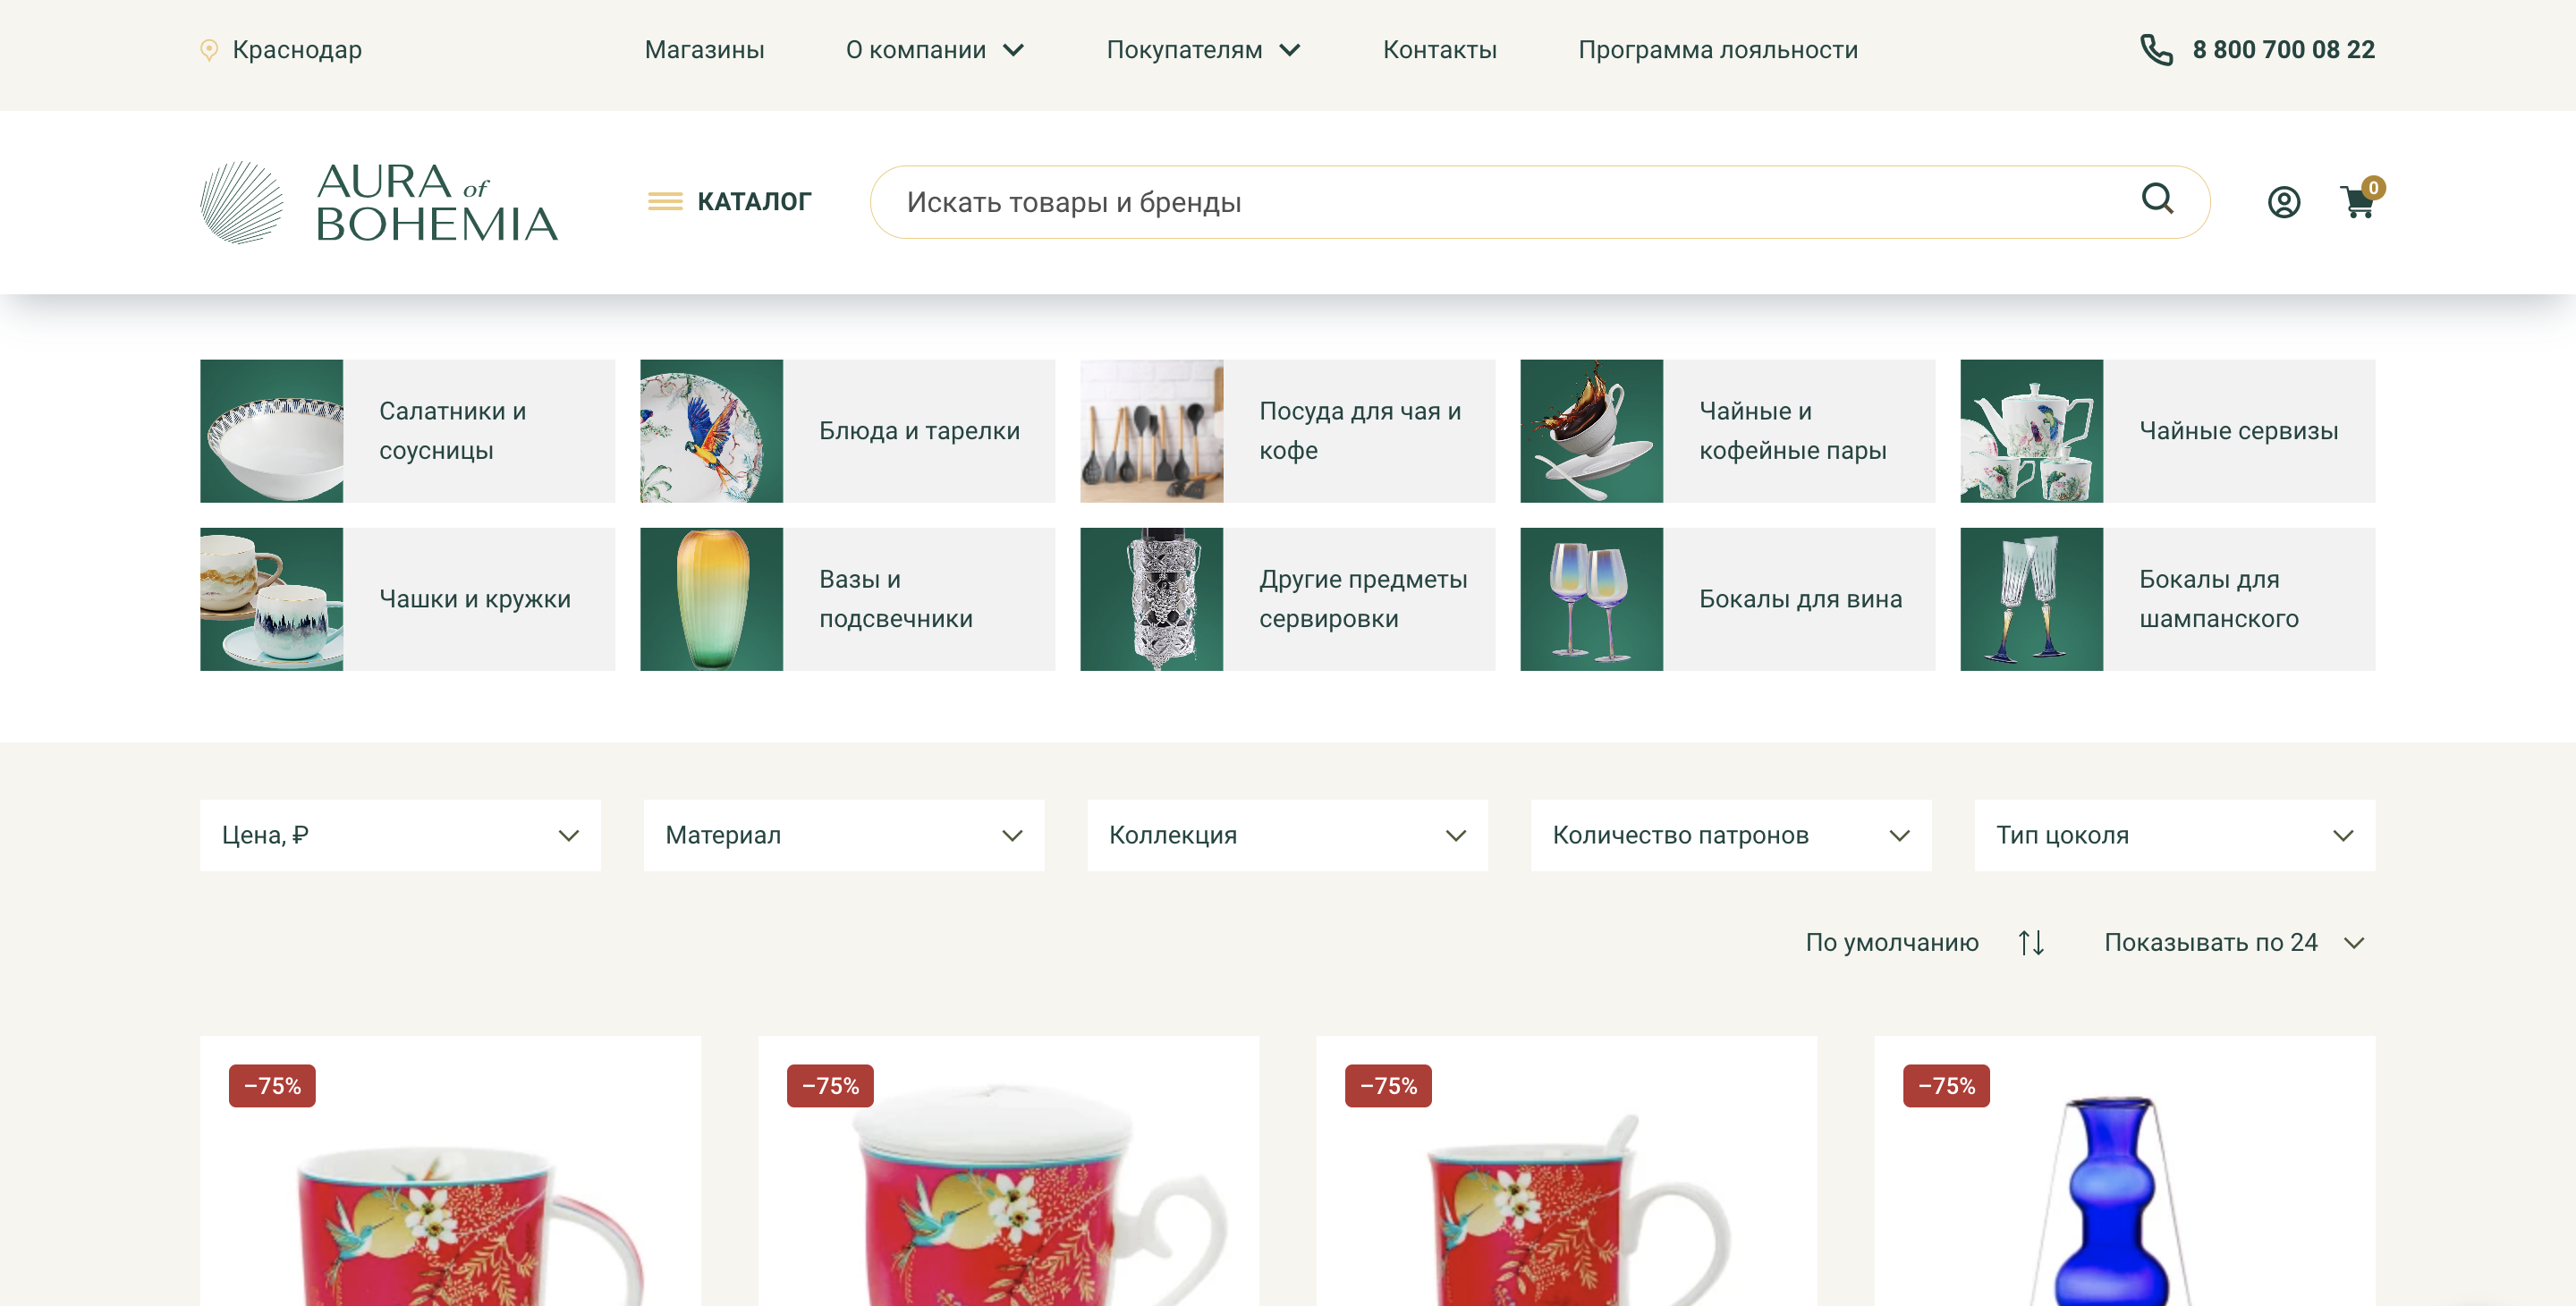 Краснодар
Магазины
О компании
Покупателям
Контакты
Программа лояльности
8 800 700 08 22
AURA of
BOHEMIA
КАТАЛОГ
Искать товары и бренды
0
Салатники и
соусницы
Блюда и тарелки
Посуда для чая и
кофе
Чайные и
кофейные пары
Чайные сервизы
Чашки и кружки
Вазы и
подсвечники
Другие предметы
сервировки
Бокалы для вина
Бокалы для
шампанского
Цена, ₽
Материал
Коллекция
Количество патронов
Тип цоколя
По умолчанию
Показывать по 24
–75%
–75%
–75%
–75%